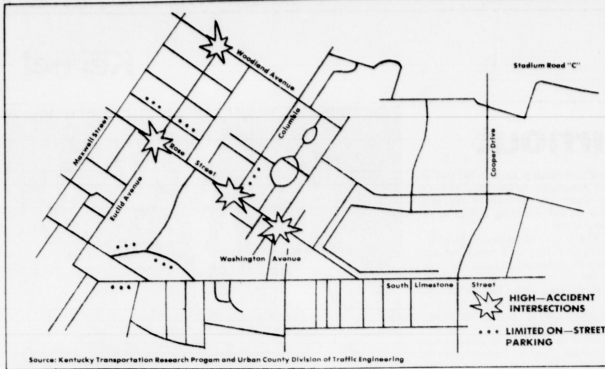 Woodland Avenue
Stadium Road "C"
Columbia
Maxwell Street
Rose Street
Cooper Drive
Euclid Avenue
Washington Avenue
South Limestone Street
HIGH—ACCIDENT
INTERSECTIONS
LIMITED ON—STREET
PARKING
Source: Kentucky Transportation Research Progam and Urban County Division of Traffic Engineering